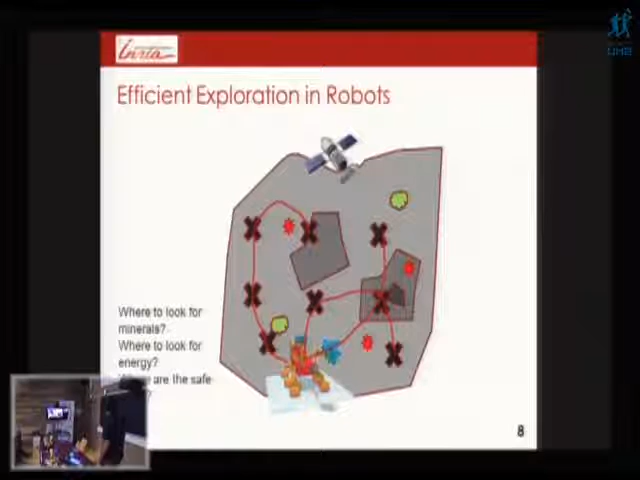 Inria
Efficient Exploration in Robots
Where to look for
minerals?
Where to look for
energy?
are the safe
8